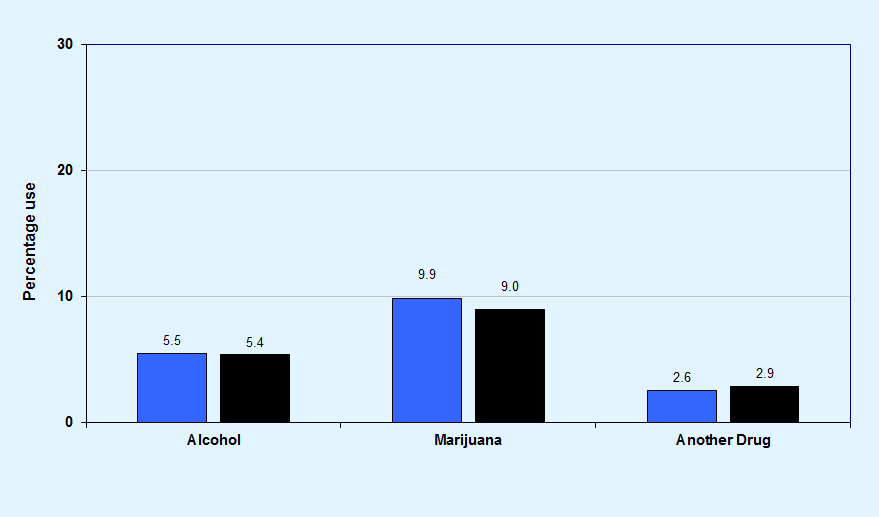 30
20
10
0
Percentage use
5.5
5.4
9.9
9.0
2.6
2.9
Alcohol
Marijuana
Another Drug